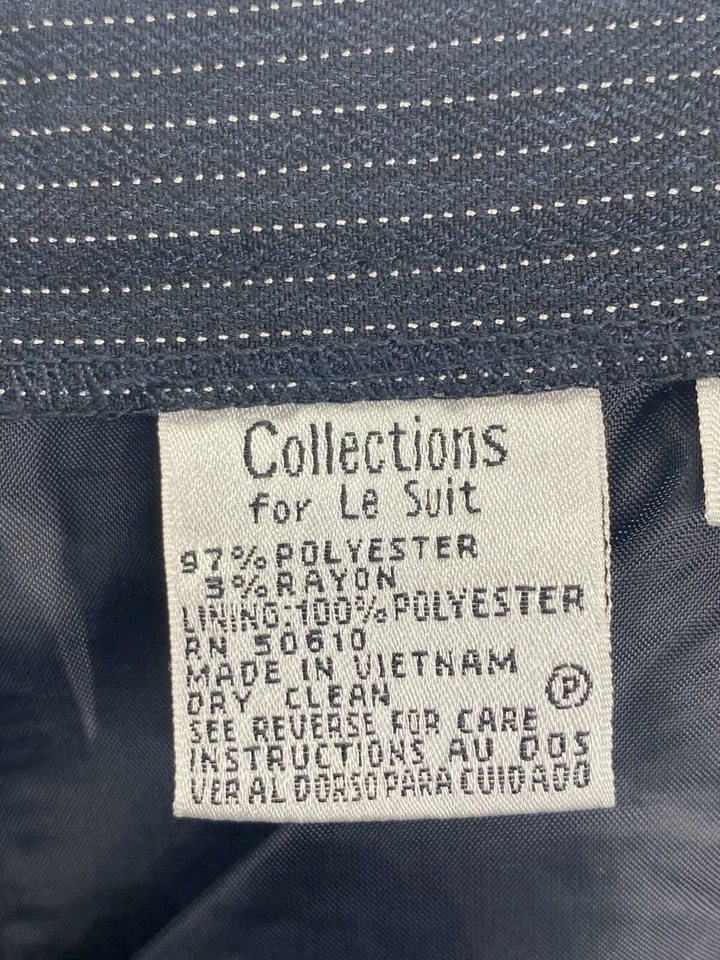 Collections
for Le Suit
97% POLYESTER
3% RAYON
LINING:100% POLYESTER
RN 50610
MADE IN VIETNAM
DRY CLEAN
P
SEE REVERSE FOR CARE
INSTRUCTIONS AU DOS
VER AL DORSO PARA CUIDADO